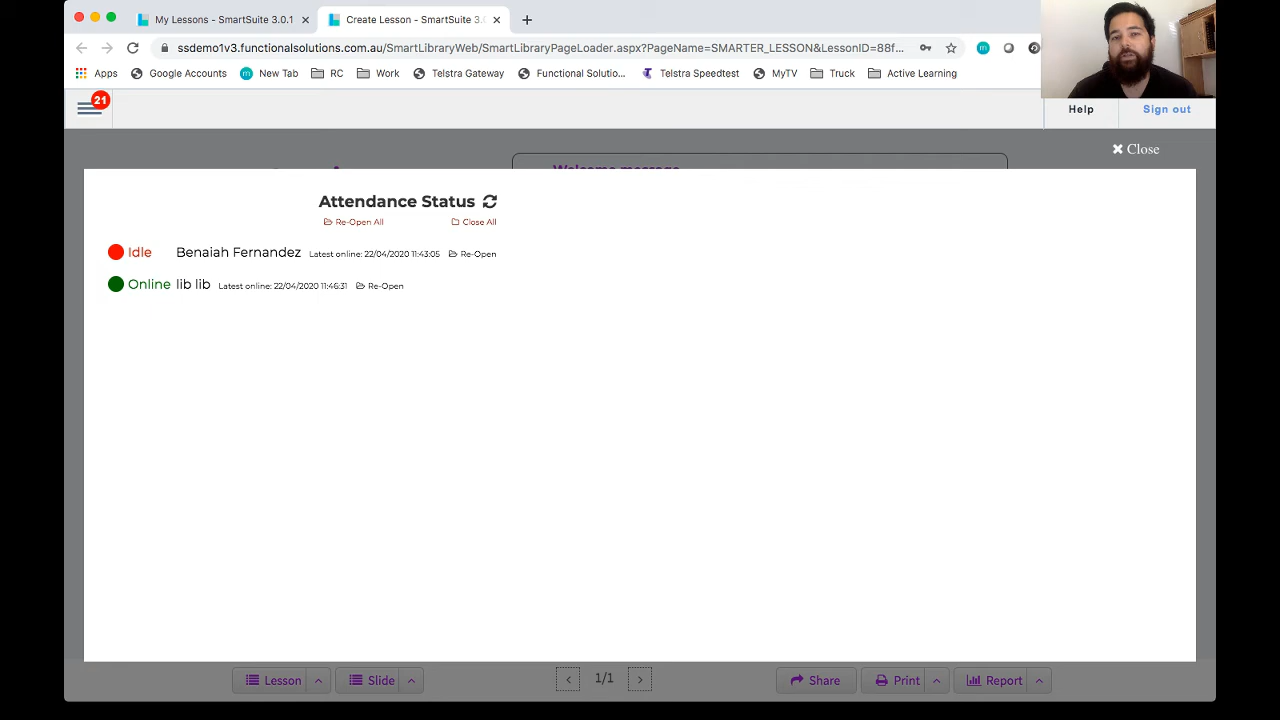 My Lessons - SmartSuite 3.0.1
Create Lesson - SmartSuite 3.0
ssdemo1v3.functionalsolutions.com.au/SmartLibraryWeb/SmartLibraryPageLoader.aspx?PageName=SMARTER_LESSON&LessonID=88f...
Apps Google Accounts New Tab RC Work Telstra Gateway Functional Solutio... Telstra Speedtest MyTV Truck Active Learning
21
Help Sign out
Close
Welcome message
Attendance Status
Re-Open All Close All
Idle Benaiah Fernandez Latest online: 22/04/2020 11:43:05 Re-Open
Online lib lib Latest online: 22/04/2020 11:46:31 Re-Open
Lesson Slide < 1/1 > Share Print Report